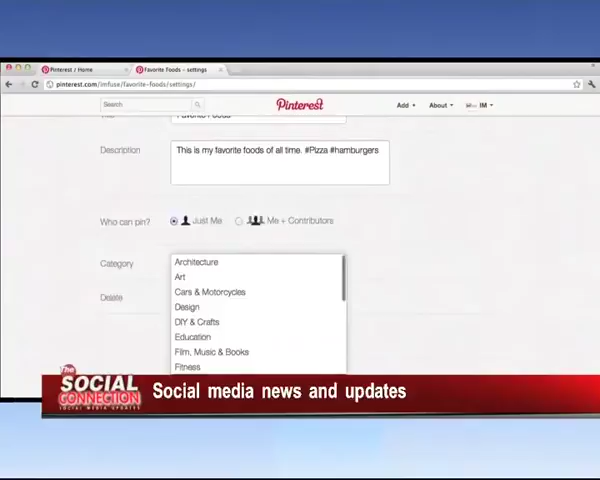 Pinterest / Home
Favorite Foods – settings
pinterest.com/imfuse/favorite-foods/settings/
Search
Pinterest
Add +
About
IM
Favorite Foods
Description
This is my favorite foods of all time. #Pizza #hamburgers
Who can pin?
Just Me
Me + Contributors
Category
Architecture
Art
Cars & Motorcycles
Design
DIY & Crafts
Education
Film, Music & Books
Fitness
Delete
The
SOCIAL
CONNECTION
SOCIAL MEDIA UPDATES
Social media news and updates